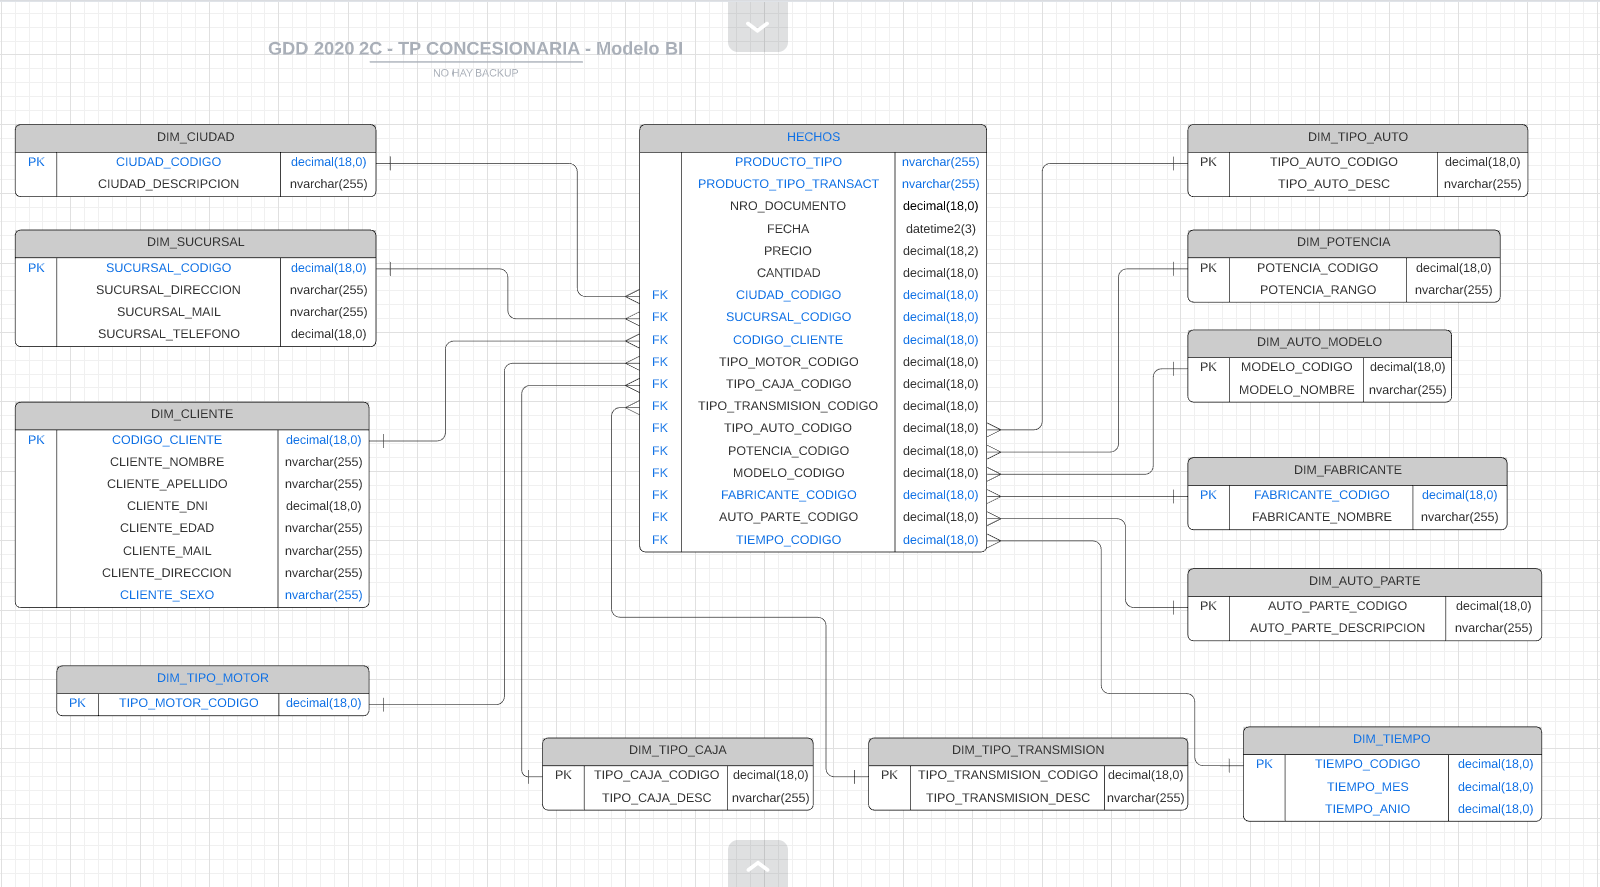 GDD 2020 2C - TP CONCESIONARIA - Modelo BI
NO HAY BACKUP
DIM_CIUDAD
PK CIUDAD_CODIGO decimal(18,0)
CIUDAD_DESCRIPCION nvarchar(255)
DIM_SUCURSAL
PK SUCURSAL_CODIGO decimal(18,0)
SUCURSAL_DIRECCION nvarchar(255)
SUCURSAL_MAIL nvarchar(255)
SUCURSAL_TELEFONO decimal(18,0)
DIM_CLIENTE
PK CODIGO_CLIENTE decimal(18,0)
CLIENTE_NOMBRE nvarchar(255)
CLIENTE_APELLIDO nvarchar(255)
CLIENTE_DNI decimal(18,0)
CLIENTE_EDAD nvarchar(255)
CLIENTE_MAIL nvarchar(255)
CLIENTE_DIRECCION nvarchar(255)
CLIENTE_SEXO nvarchar(255)
DIM_TIPO_MOTOR
PK TIPO_MOTOR_CODIGO decimal(18,0)
HECHOS
PRODUCTO_TIPO nvarchar(255)
PRODUCTO_TIPO_TRANSACT nvarchar(255)
NRO_DOCUMENTO decimal(18,0)
FECHA datetime2(3)
PRECIO decimal(18,2)
CANTIDAD decimal(18,0)
FK CIUDAD_CODIGO decimal(18,0)
FK SUCURSAL_CODIGO decimal(18,0)
FK CODIGO_CLIENTE decimal(18,0)
FK TIPO_MOTOR_CODIGO decimal(18,0)
FK TIPO_CAJA_CODIGO decimal(18,0)
FK TIPO_TRANSMISION_CODIGO decimal(18,0)
FK TIPO_AUTO_CODIGO decimal(18,0)
FK POTENCIA_CODIGO decimal(18,0)
FK MODELO_CODIGO decimal(18,0)
FK FABRICANTE_CODIGO decimal(18,0)
FK AUTO_PARTE_CODIGO decimal(18,0)
FK TIEMPO_CODIGO decimal(18,0)
DIM_TIPO_CAJA
PK TIPO_CAJA_CODIGO decimal(18,0)
TIPO_CAJA_DESC nvarchar(255)
DIM_TIPO_TRANSMISION
PK TIPO_TRANSMISION_CODIGO decimal(18,0)
TIPO_TRANSMISION_DESC nvarchar(255)
DIM_TIPO_AUTO
PK TIPO_AUTO_CODIGO decimal(18,0)
TIPO_AUTO_DESC nvarchar(255)
DIM_POTENCIA
PK POTENCIA_CODIGO decimal(18,0)
POTENCIA_RANGO nvarchar(255)
DIM_AUTO_MODELO
PK MODELO_CODIGO decimal(18,0)
MODELO_NOMBRE nvarchar(255)
DIM_FABRICANTE
PK FABRICANTE_CODIGO decimal(18,0)
FABRICANTE_NOMBRE nvarchar(255)
DIM_AUTO_PARTE
PK AUTO_PARTE_CODIGO decimal(18,0)
AUTO_PARTE_DESCRIPCION nvarchar(255)
DIM_TIEMPO
PK TIEMPO_CODIGO decimal(18,0)
TIEMPO_MES decimal(18,0)
TIEMPO_ANIO decimal(18,0)